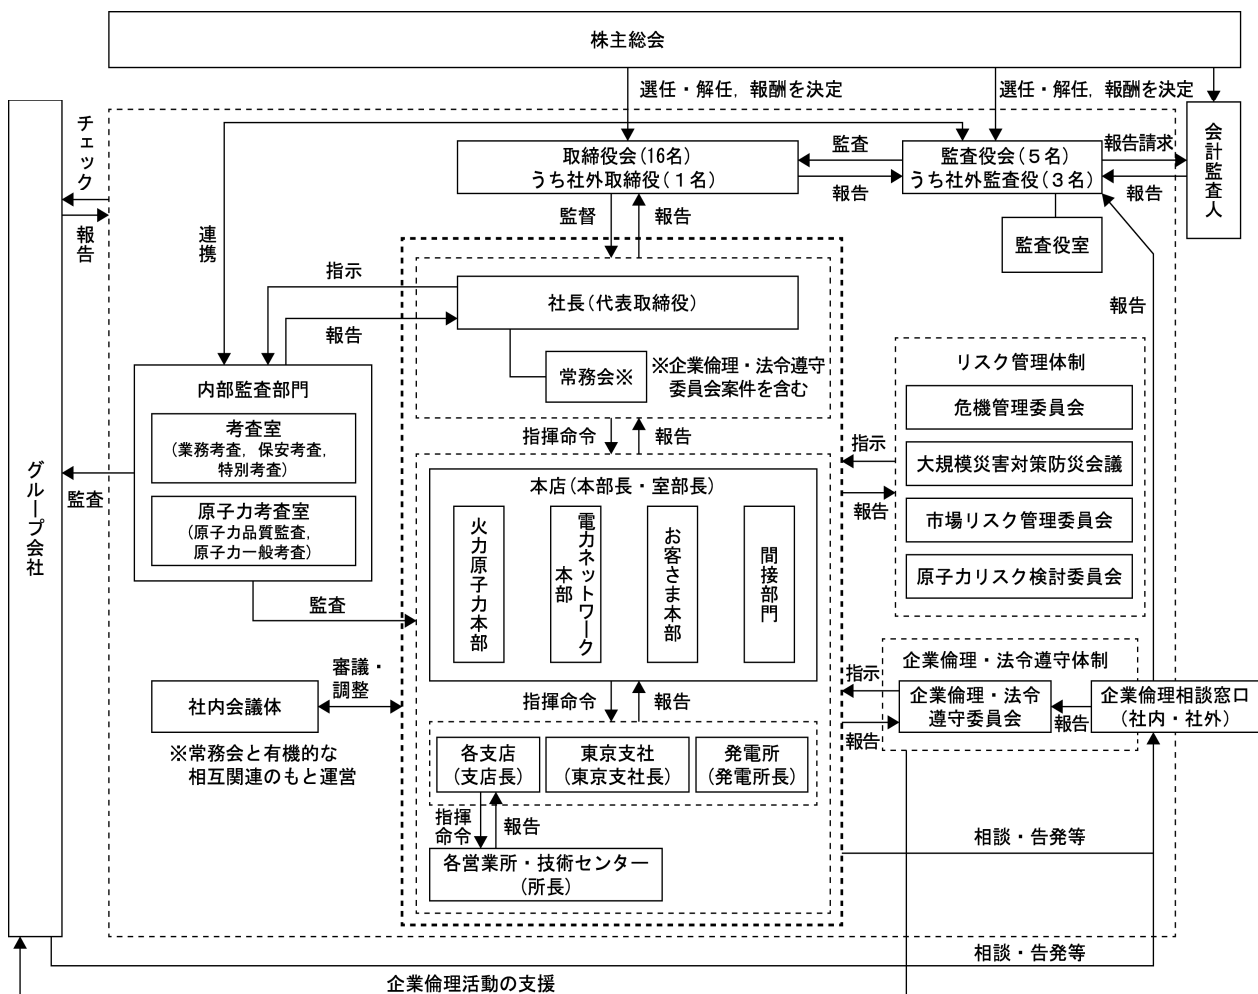 株主総会
選任・解任，報酬を決定
選任・解任，報酬を決定
チェック
報告
連携
取締役会(16名)
うち社外取締役(１名)
監査
報告
監査役会(５名)
うち社外監査役(３名)
報告請求
報告
会計監査人
監査役室
監督
報告
指示
報告
社長(代表取締役)
常務会※
※企業倫理・法令遵守
委員会案件を含む
報告
内部監査部門
考査室
(業務考査，保安考査，
特別考査)
原子力考査室
(原子力品質監査，
原子力一般考査)
グループ会社
監査
監査
指揮命令
報告
本店(本部長・室部長)
火力原子力本部
電力ネットワーク
本部
お客さま本部
間接部門
指示
報告
リスク管理体制
危機管理委員会
大規模災害対策防災会議
市場リスク管理委員会
原子力リスク検討委員会
審議・
調整
社内会議体
※常務会と有機的な
相互関連のもと運営
指揮命令
報告
各支店
(支店長)
東京支社
(東京支社長)
発電所
(発電所長)
指揮
命令
報告
各営業所・技術センター
(所長)
指示
報告
企業倫理・法令遵守体制
企業倫理・法令
遵守委員会
報告
企業倫理相談窓口
(社内・社外)
相談・告発等
相談・告発等
企業倫理活動の支援